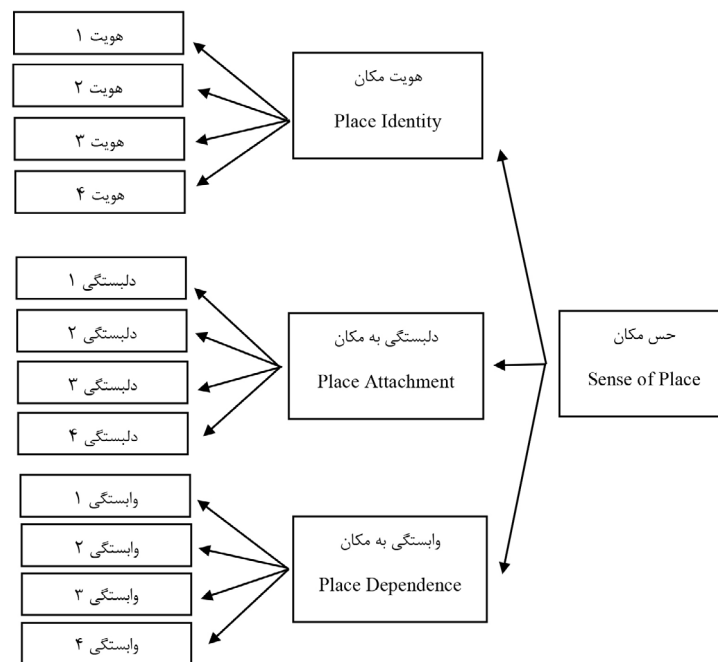 هویت ۱
هویت ۲
هویت ۳
هویت ۴
هویت مکان
Place Identity
دلبستگی ۱
دلبستگی ۲
دلبستگی ۳
دلبستگی ۴
دلبستگی به مکان
Place Attachment
حس مکان
Sense of Place
وابستگی ۱
وابستگی ۲
وابستگی ۳
وابستگی ۴
وابستگی به مکان
Place Dependence